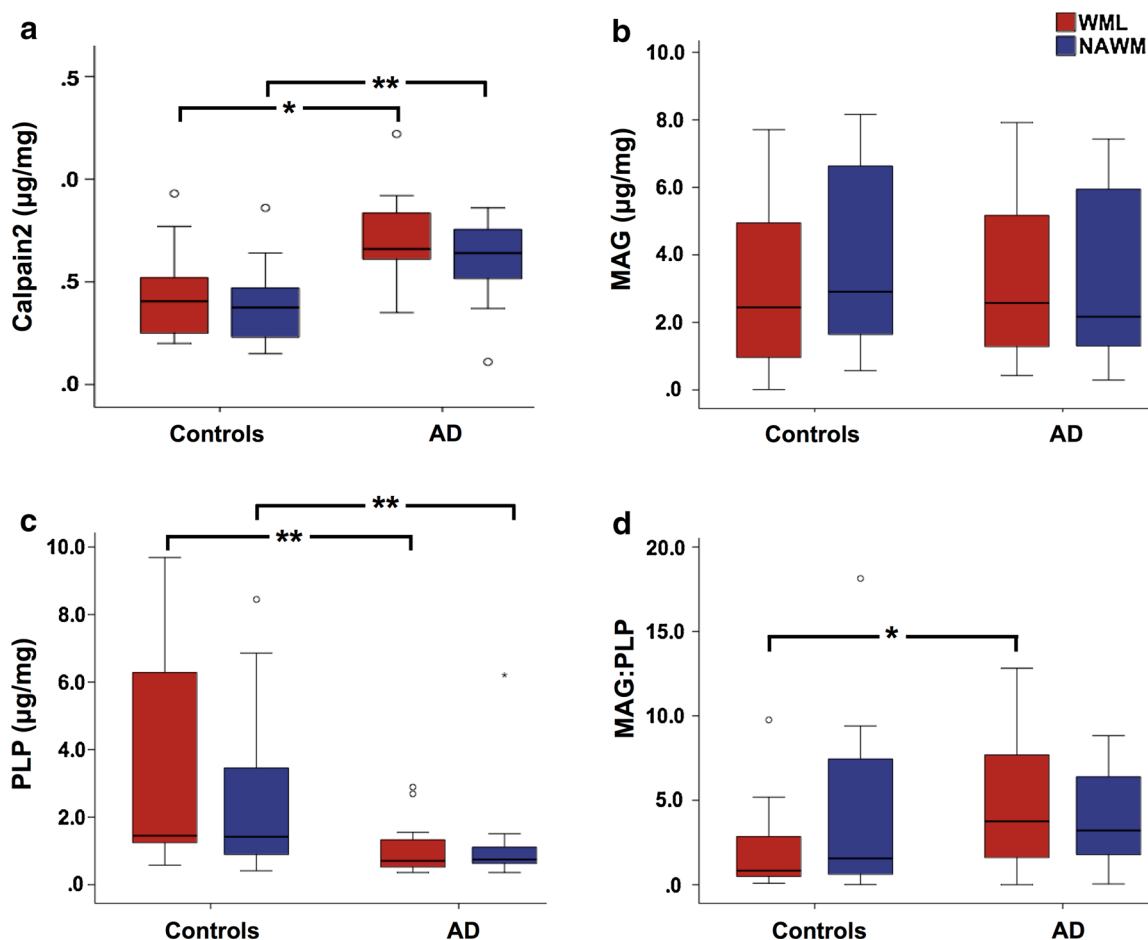 a
Calpain2 (µg/mg)
.5
.0
.5
.0
*
**
Controls
AD
b
WML
NAWM
MAG (µg/mg)
10.0
8.0
6.0
4.0
2.0
.0
Controls
AD
c
PLP (µg/mg)
10.0
8.0
6.0
4.0
2.0
.0
**
**
*
Controls
AD
d
MAG:PLP
20.0
15.0
10.0
5.0
.0
*
Controls
AD